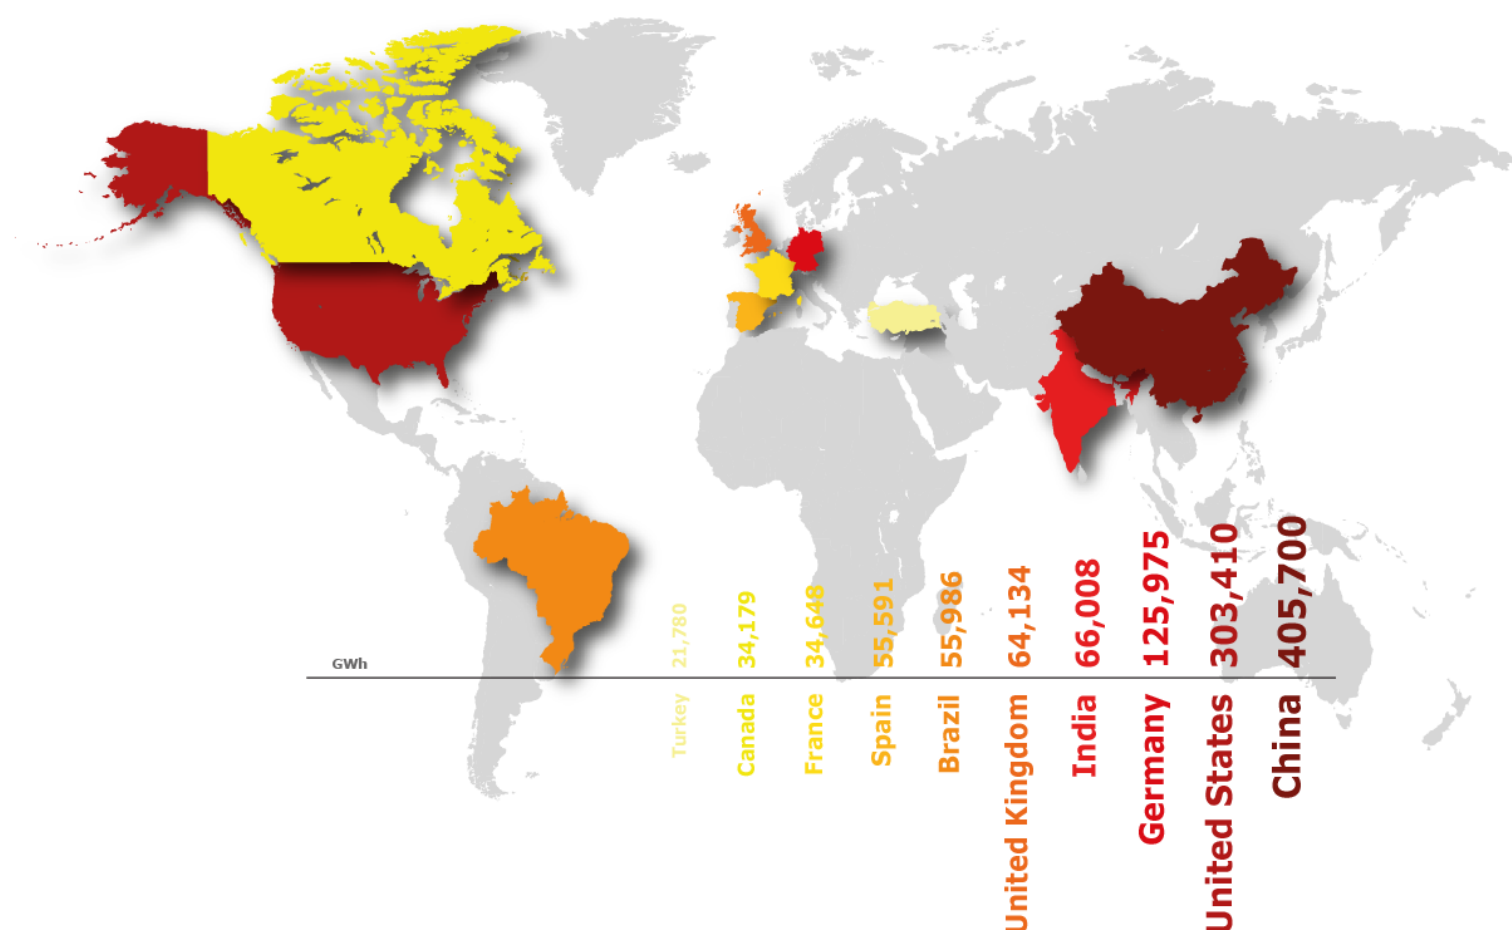 GWh
21,780
34,179
34,648
55,591
55,986
64,134
66,008
125,975
303,410
405,700
Turkey
Canada
France
Spain
Brazil
United Kingdom
India
Germany
United States
China